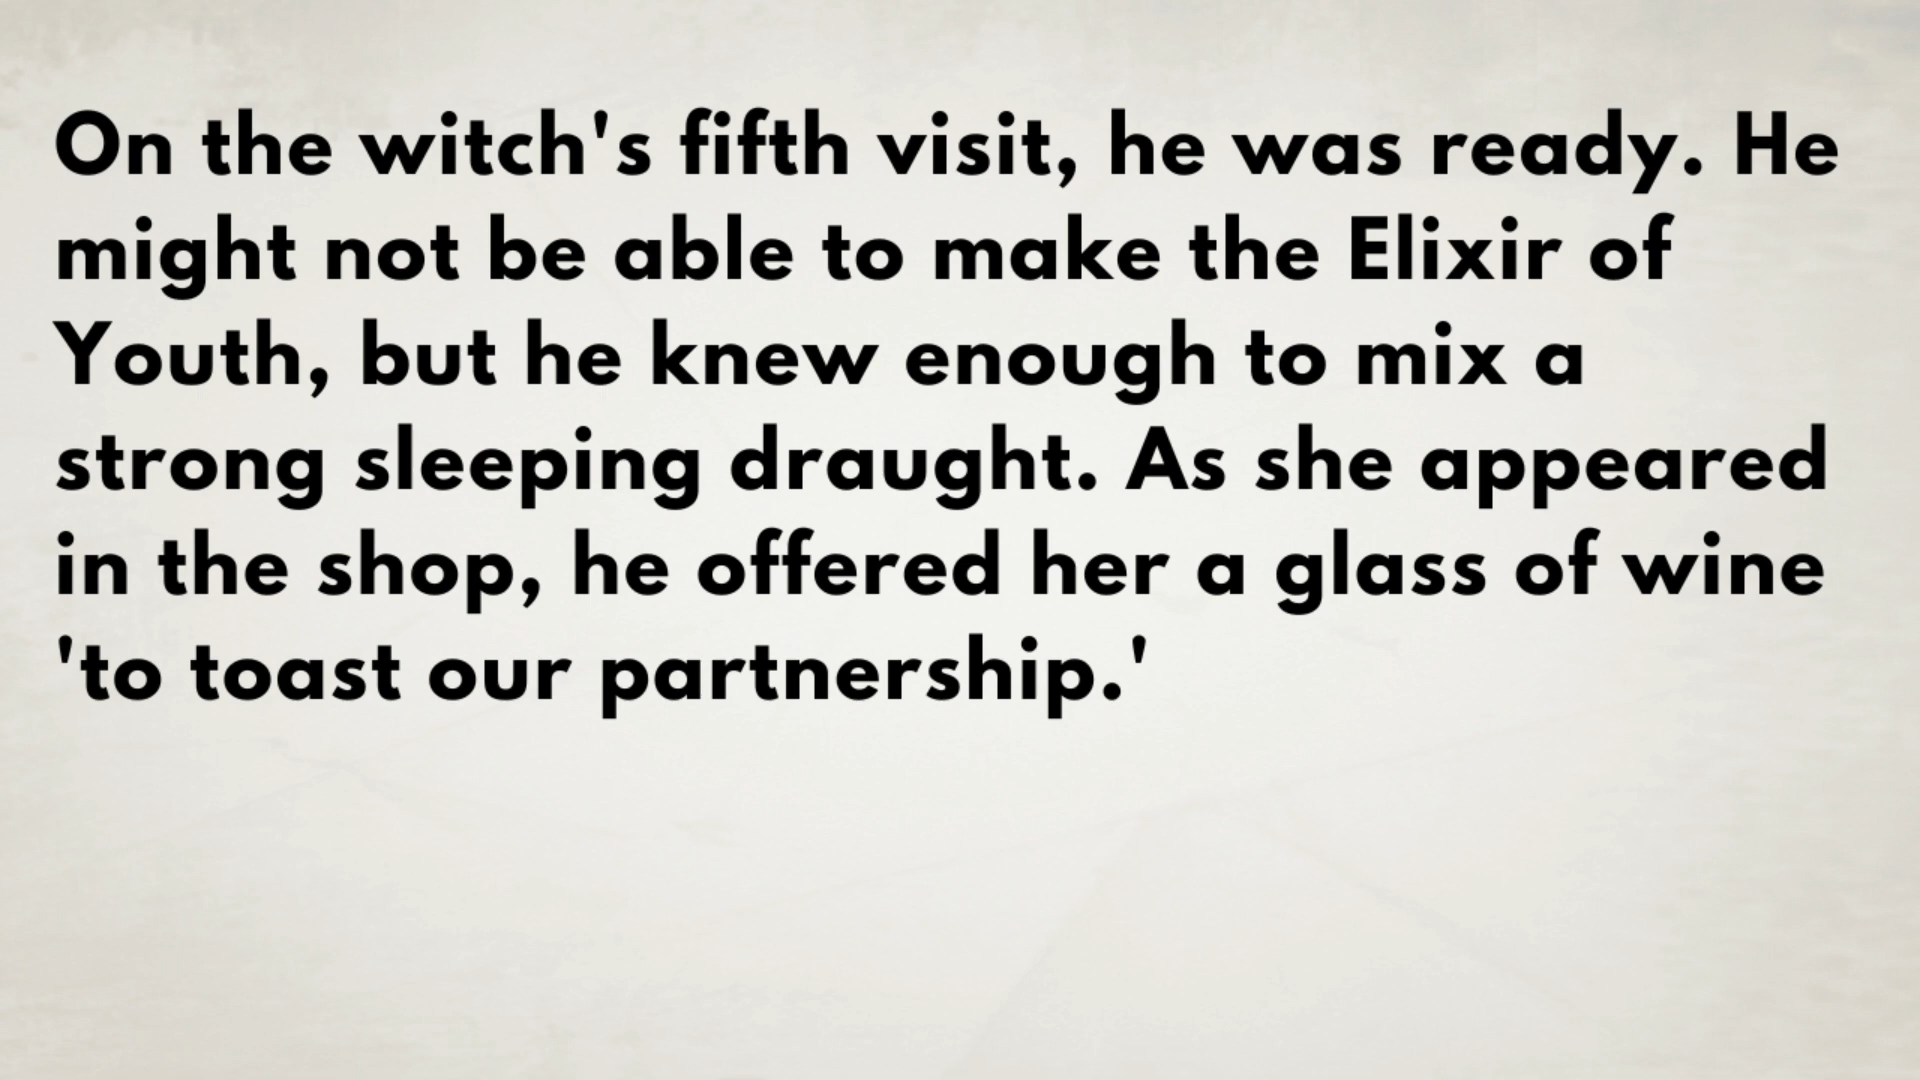 On the witch's fifth visit, he was ready. He
might not be able to make the Elixir of
Youth, but he knew enough to mix a
strong sleeping draught. As she appeared
in the shop, he offered her a glass of wine
'to toast our partnership.'